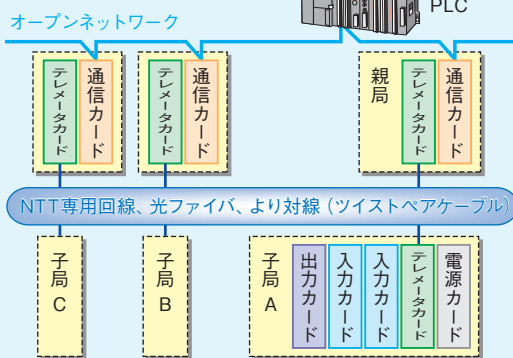 PLC
オープンネットワーク
テレメータカード
通信カード
テレメータカード
通信カード
親局
テレメータカード
通信カード
NTT専用回線、光ファイバ、より対線(ツイストペアケーブル)
子局C
子局B
子局A
出力カード
入力カード
入力カード
テレメータカード
電源カード